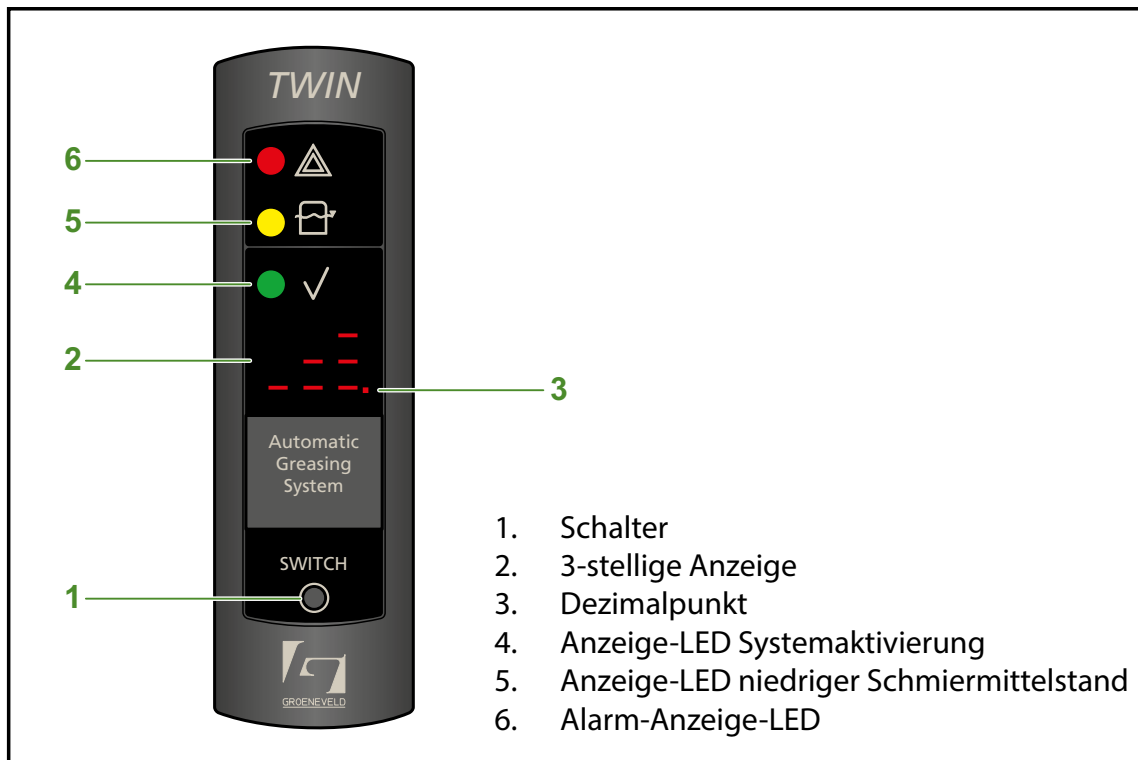 TWIN
6
5
4
2
3
Automatic
Greasing
System
SWITCH
1
GROENEVELD
1. Schalter
2. 3-stellige Anzeige
3. Dezimalpunkt
4. Anzeige-LED Systemaktivierung
5. Anzeige-LED niedriger Schmiermittelstand
6. Alarm-Anzeige-LED